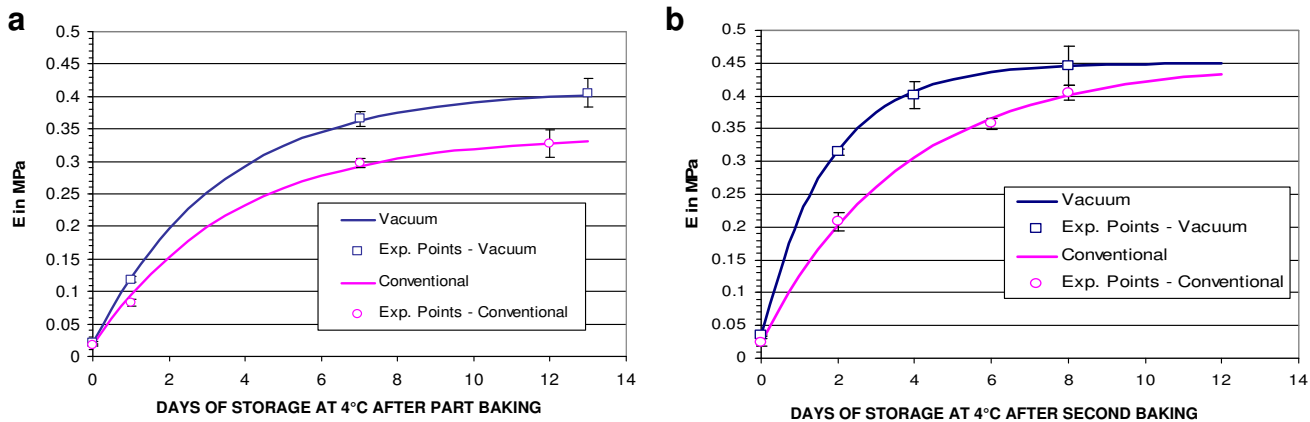 a
0.5
0.45
0.4
0.35
0.3
0.25
0.2
0.15
0.1
0.05
0
E in MPa
Vacuum
Exp. Points - Vacuum
Conventional
Exp. Points - Conventional
0 2 4 6 8 10 12 14
DAYS OF STORAGE AT 4°C AFTER PART BAKING
b
0.5
0.45
0.4
0.35
0.3
0.25
0.2
0.15
0.1
0.05
0
E in MPa
Vacuum
Exp. Points - Vacuum
Conventional
Exp. Points - Conventional
0 2 4 6 8 10 12 14
DAYS OF STORAGE AT 4°C AFTER SECOND BAKING